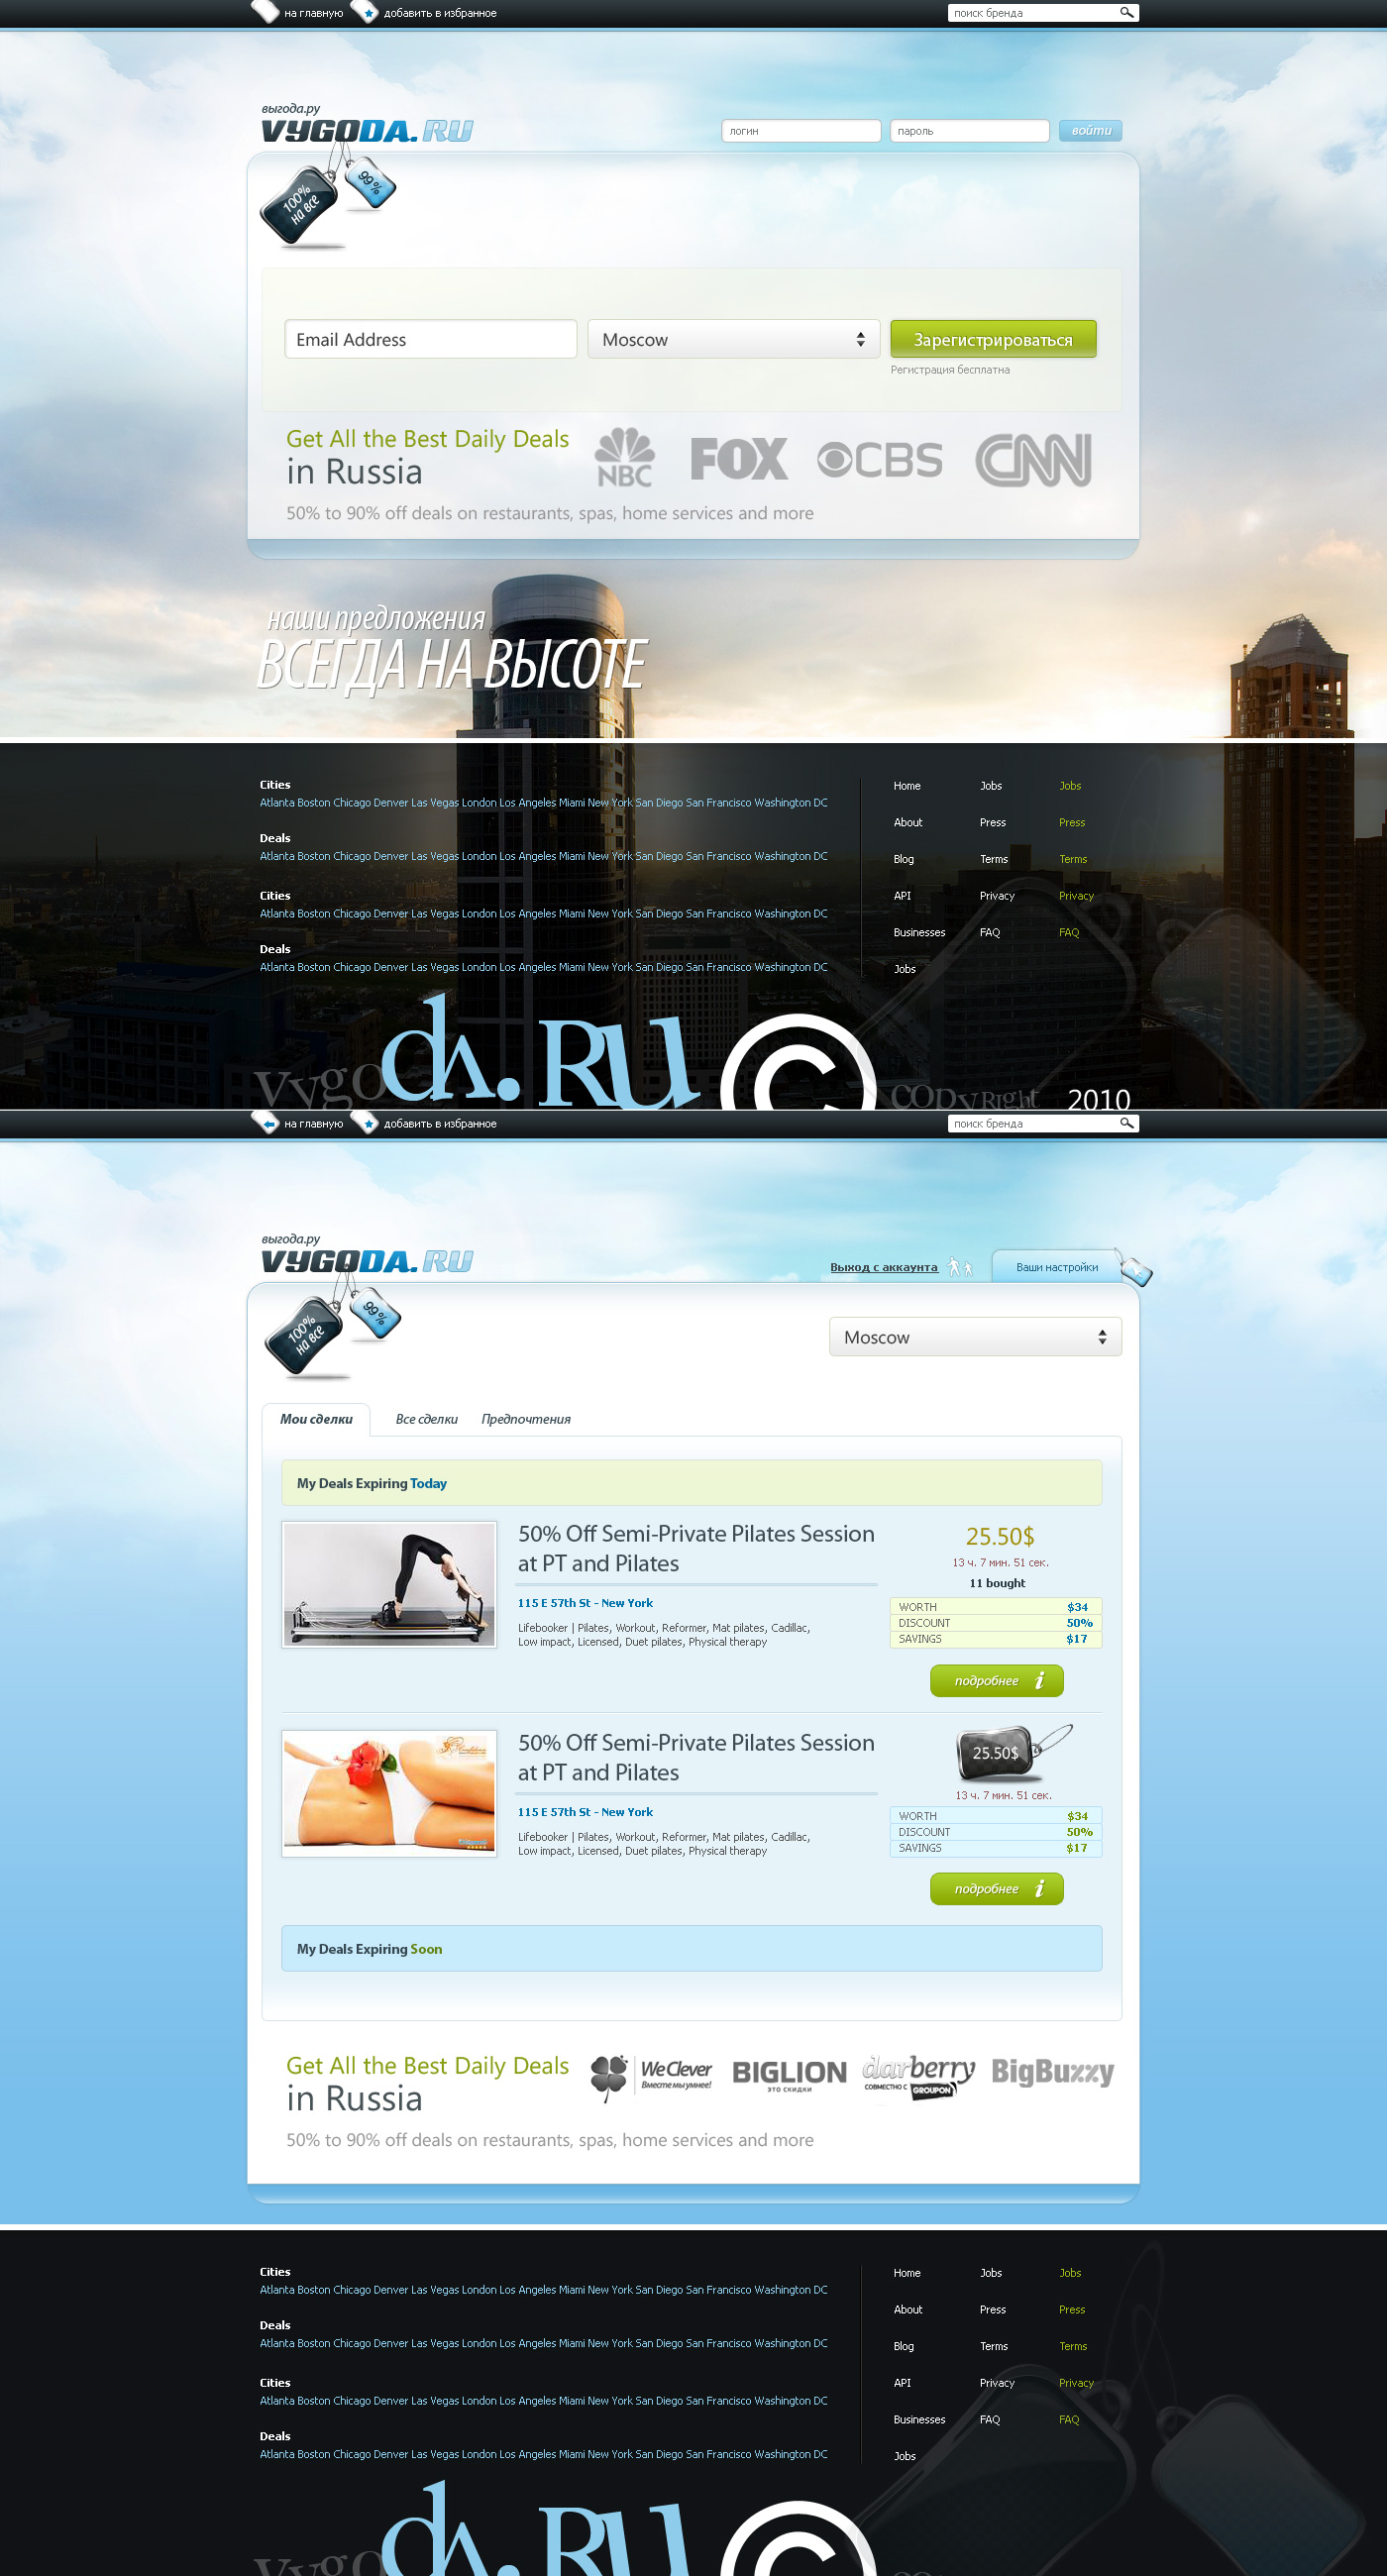 на главную
добавить в избранное
поиск бренда
выгода.ру
VYGODA.RU
логин
пароль
войти
100%
на все
99%
Email Address
Moscow
Зарегистрироваться
Регистрация бесплатна
Get All the Best Daily Deals
in Russia
NBC
FOX
CBS
CNN
50% to 90% off deals on restaurants, spas, home services and more
наши предложения
ВСЕГДА НА ВЫСОТЕ
Cities
Atlanta Boston Chicago Denver Las Vegas London Los Angeles Miami New York San Diego San Francisco Washington DC
Deals
Atlanta Boston Chicago Denver Las Vegas London Los Angeles Miami New York San Diego San Francisco Washington DC
Cities
Atlanta Boston Chicago Denver Las Vegas London Los Angeles Miami New York San Diego San Francisco Washington DC
Deals
Atlanta Boston Chicago Denver Las Vegas London Los Angeles Miami New York San Diego San Francisco Washington DC
Home
Jobs
Jobs
About
Press
Press
Blog
Terms
Terms
API
Privacy
Privacy
Businesses
FAQ
FAQ
Jobs
vygoda.RU © copyRight 2010
на главную
добавить в избранное
поиск бренда
выгода.ру
VYGODA.RU
Выход с аккаунта
Ваши настройки
100%
на все
99%
Moscow
Мои сделки
Все сделки
Предпочтения
My Deals Expiring Today
50% Off Semi-Private Pilates Session
at PT and Pilates
115 E 57th St - New York
Lifebooker | Pilates, Workout, Reformer, Mat pilates, Cadillac,
Low impact, Licensed, Duet pilates, Physical therapy
25.50$
13 ч. 7 мин. 51 сек.
11 bought
WORTH $34
DISCOUNT 50%
SAVINGS $17
подробнее
50% Off Semi-Private Pilates Session
at PT and Pilates
115 E 57th St - New York
Lifebooker | Pilates, Workout, Reformer, Mat pilates, Cadillac,
Low impact, Licensed, Duet pilates, Physical therapy
25.50$
13 ч. 7 мин. 51 сек.
WORTH $34
DISCOUNT 50%
SAVINGS $17
подробнее
My Deals Expiring Soon
Get All the Best Daily Deals
in Russia
We Clever
Вместе мы умнее!
BIGLION
это скидки
darberry
совместно с GROUPON
BigBuzzy
50% to 90% off deals on restaurants, spas, home services and more
Cities
Atlanta Boston Chicago Denver Las Vegas London Los Angeles Miami New York San Diego San Francisco Washington DC
Deals
Atlanta Boston Chicago Denver Las Vegas London Los Angeles Miami New York San Diego San Francisco Washington DC
Cities
Atlanta Boston Chicago Denver Las Vegas London Los Angeles Miami New York San Diego San Francisco Washington DC
Deals
Atlanta Boston Chicago Denver Las Vegas London Los Angeles Miami New York San Diego San Francisco Washington DC
Home
Jobs
Jobs
About
Press
Press
Blog
Terms
Terms
API
Privacy
Privacy
Businesses
FAQ
FAQ
Jobs
vygoda.RU ©